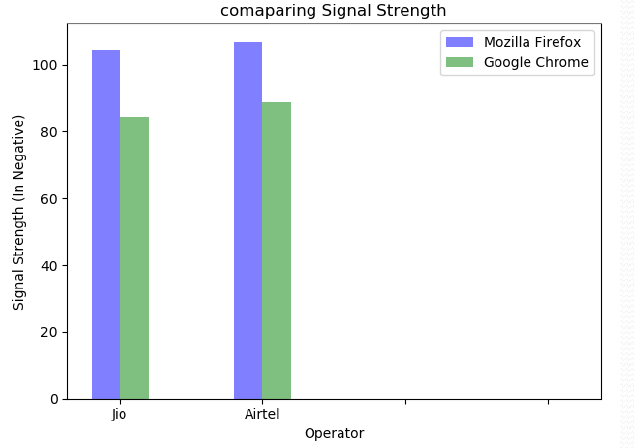 comaparing Signal Strength
Mozilla Firefox
Google Chrome
Signal Strength (In Negative)
100
80
60
40
20
0
Jio
Airtel
Operator